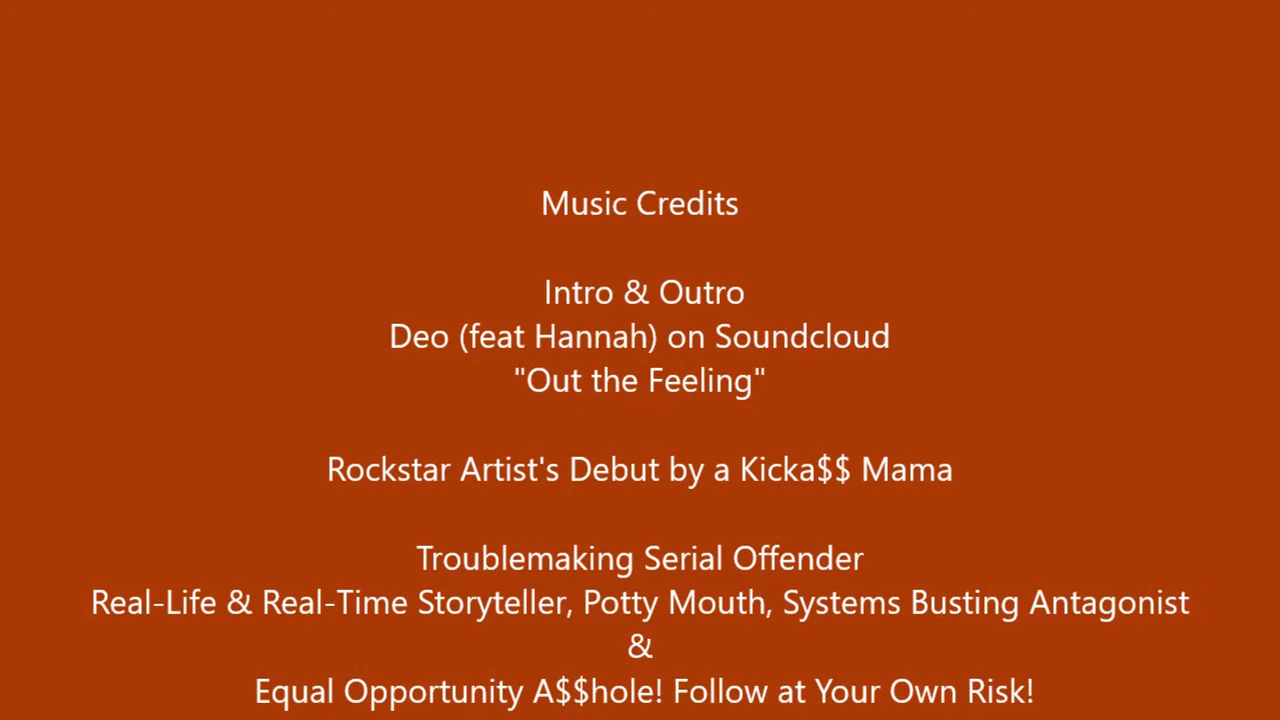 Music Credits
Intro & Outro
Deo (feat Hannah) on Soundcloud
"Out the Feeling"
Rockstar Artist's Debut by a Kicka$$ Mama
Troublemaking Serial Offender
Real-Life & Real-Time Storyteller, Potty Mouth, Systems Busting Antagonist
&
Equal Opportunity A$$hole! Follow at Your Own Risk!